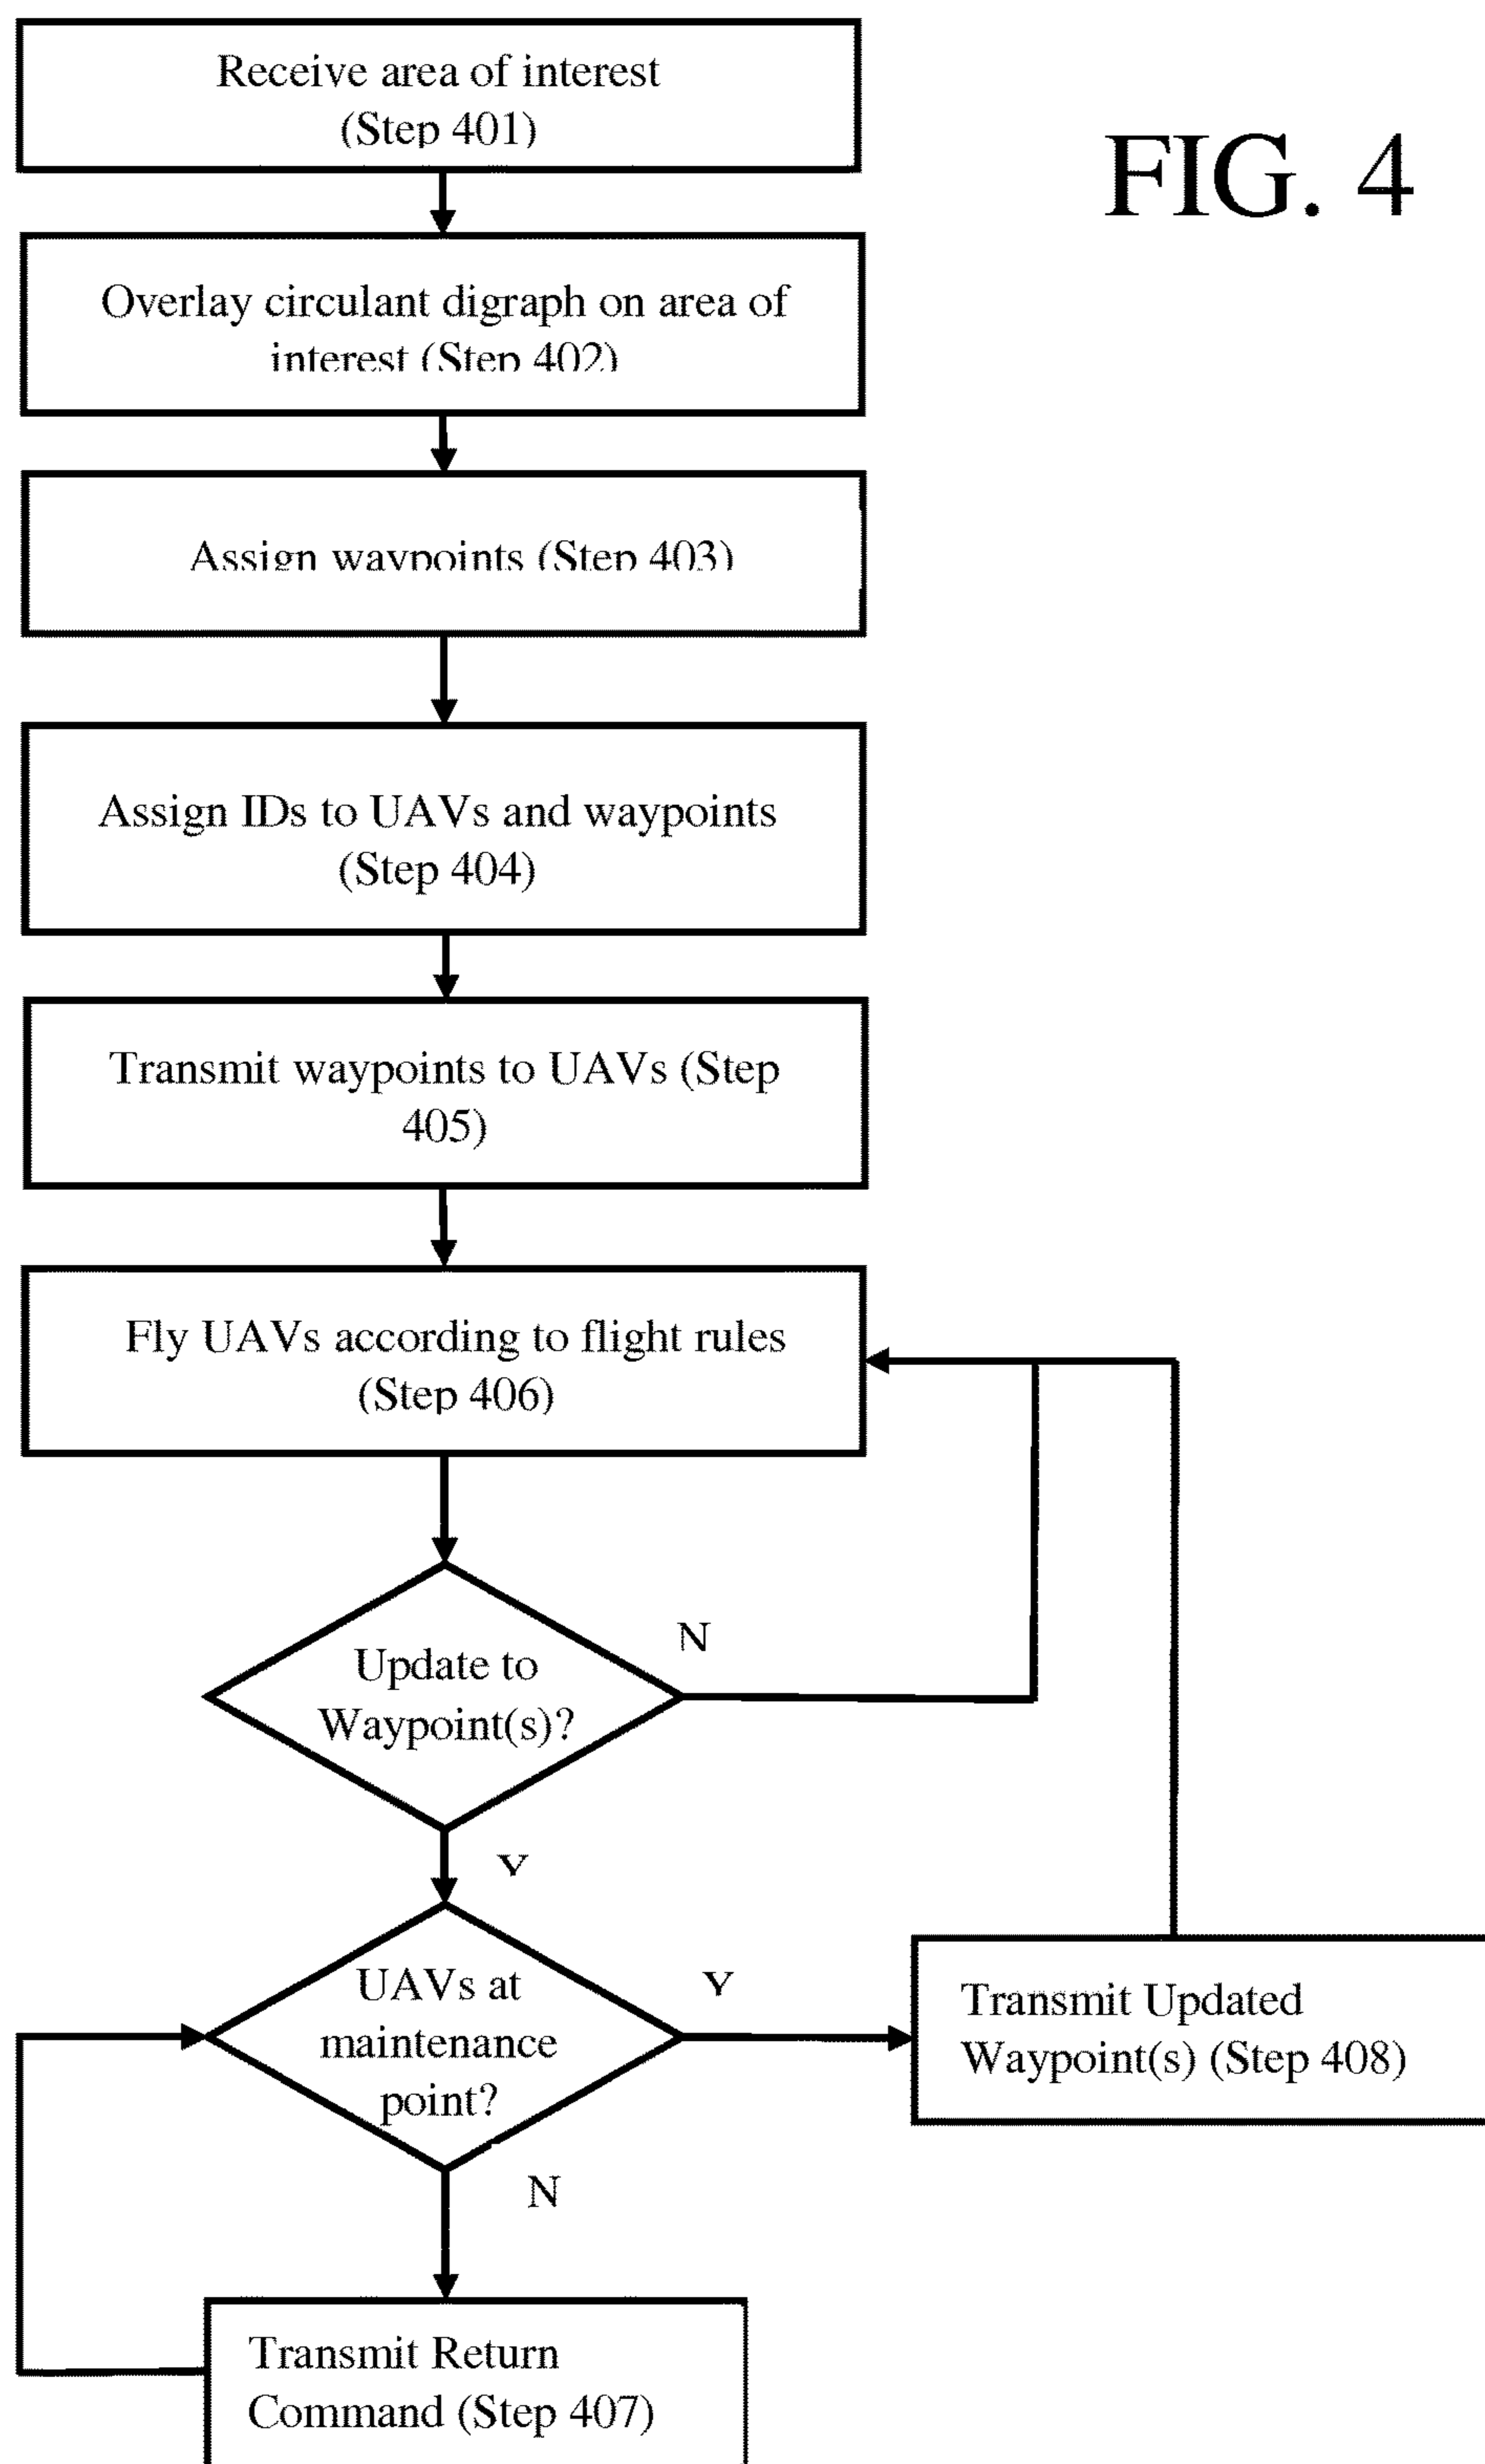 Receive area of interest
(Step 401)
FIG. 4
Overlay circulant digraph on area of
interest (Step 402)
Assign waypoints (Step 403)
Assign IDs to UAVs and waypoints
(Step 404)
Transmit waypoints to UAVs (Step
405)
Fly UAVs according to flight rules
(Step 406)
N
Update to
Waypoint(s)?
Y
UAVs at
maintenance
point?
Y
Transmit Updated
Waypoint(s) (Step 408)
N
Transmit Return
Command (Step 407)